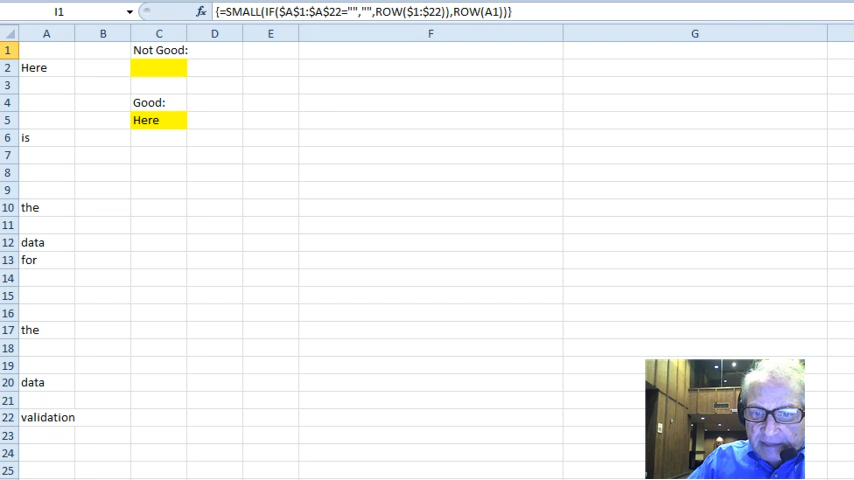 I1 fx {=SMALL(IF($A$1:$A$22="","",ROW($1:$22)),ROW(A1))}
A B C D E F G
1 Not Good:
2 Here
3
4 Good:
5 Here
6 is
7
8
9
10 the
11
12 data
13 for
14
15
16
17 the
18
19
20 data
21
22 validation
23
24
25